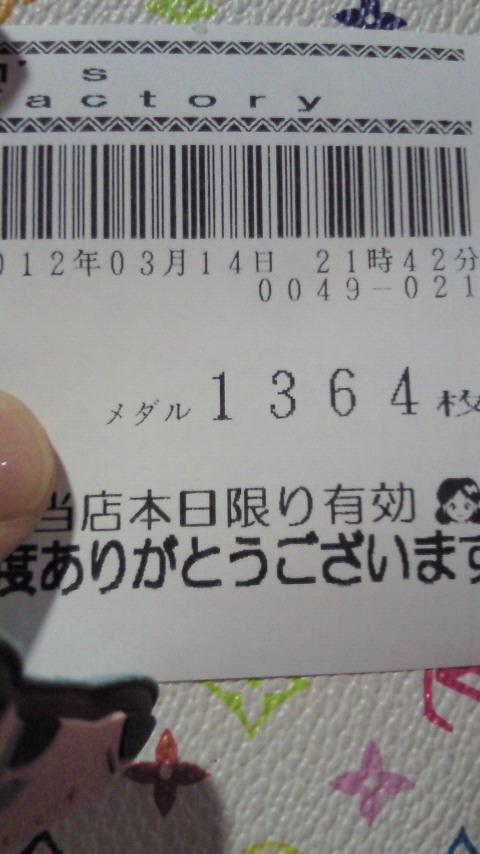 s
actory
012年03月14日 21時42分
0049-021
メダル 1364 枚
当店本日限り有効
度ありがとうございます